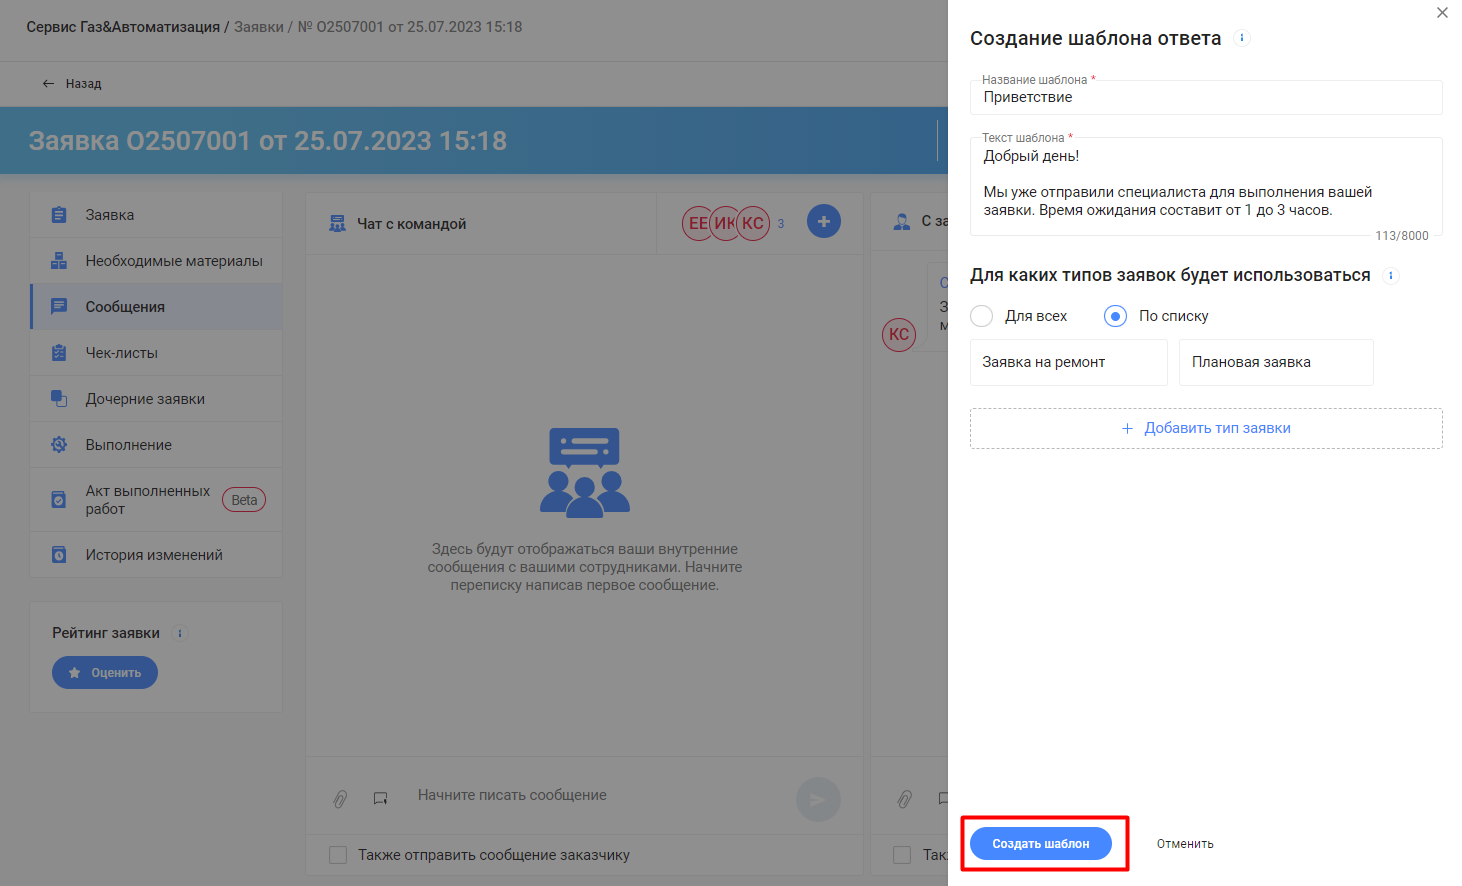 Сервис Газ&Автоматизация / Заявки / № О2507001 от 25.07.2023 15:18
Назад
Заявка О2507001 от 25.07.2023 15:18
Заявка
Необходимые материалы
Сообщения
Чек-листы
Дочерние заявки
Выполнение
Акт выполненных
работ
Beta
История изменений
Рейтинг заявки
Оценить
Чат с командой
ЕЕ ИК КС 3
Здесь будут отображаться ваши внутренние
сообщения с вашими сотрудниками. Начните
переписку написав первое сообщение.
Начните писать сообщение
Также отправить сообщение заказчику
С за
С
З
м
КС
Так
Создание шаблона ответа
Название шаблона *
Приветствие
Текст шаблона *
Добрый день!
Мы уже отправили специалиста для выполнения вашей
заявки. Время ожидания составит от 1 до 3 часов.
113/8000
Для каких типов заявок будет использоваться
Для всех
По списку
Заявка на ремонт
Плановая заявка
+ Добавить тип заявки
Создать шаблон
Отменить